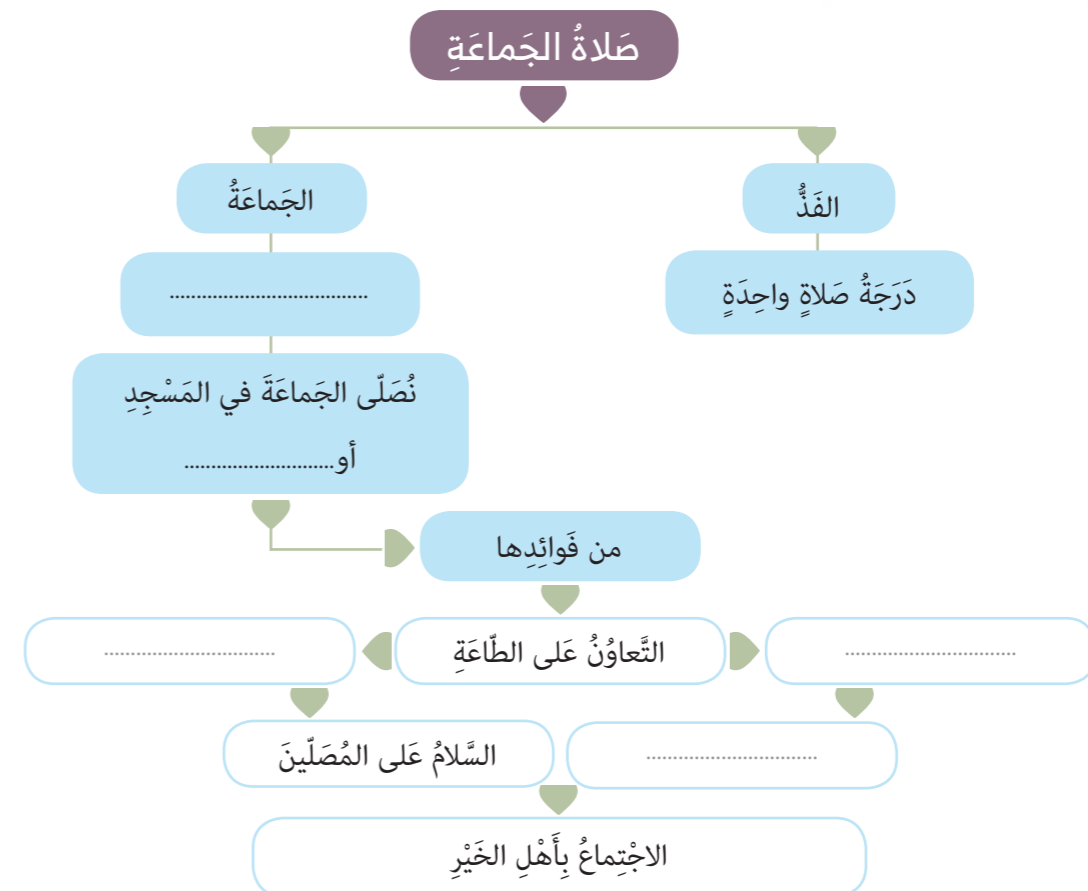 صَلاةُ الجَماعَةِ
الفَذُّ
الجَماعَةُ
دَرَجَةُ صَلاةٍ واحِدَةٍ
.....................................
نُصَلّى الجَماعَةَ في المَسْجِدِ
أو............................
من فَوائِدِها
................................
التَّعاوُنُ عَلى الطّاعَةِ
................................
................................
السَّلامُ عَلى المُصَلّينَ
الاجْتِماعُ بِأَهْلِ الخَيْرِ